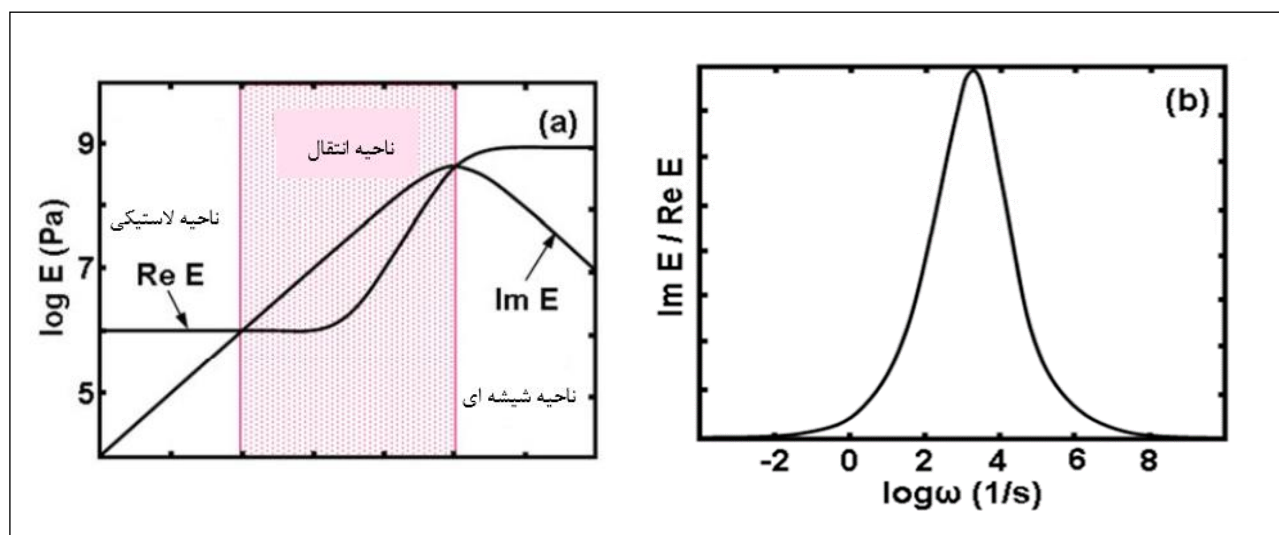 (a)
ناحیه انتقال
ناحیه لاستیکی
Re E
Im E
ناحیه شیشه ای
log E (Pa)
9
7
5
(b)
Im E / Re E
-2 0 2 4 6 8
logω (1/s)